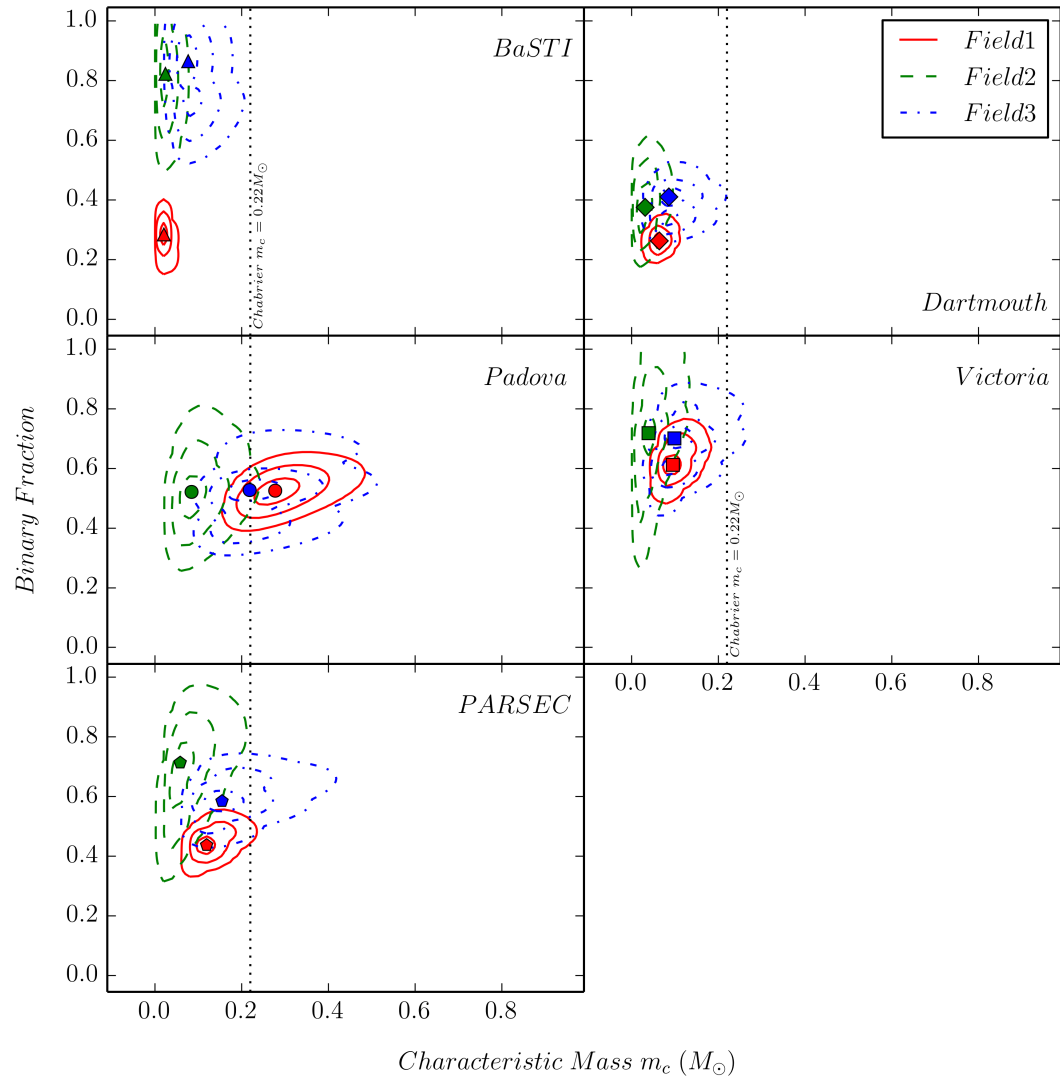 BaSTI
Field1
Field2
Field3
1.0
0.8
0.6
0.4
0.2
0.0
Chabrier m_c = 0.22M_⊙
Dartmouth
Padova
Victoria
1.0
0.8
0.6
0.4
0.2
0.0
Chabrier m_c = 0.22M_⊙
0.0 0.2 0.4 0.6 0.8
PARSEC
1.0
0.8
0.6
0.4
0.2
0.0
0.0 0.2 0.4 0.6 0.8
Binary Fraction
Characteristic Mass m_c (M_⊙)